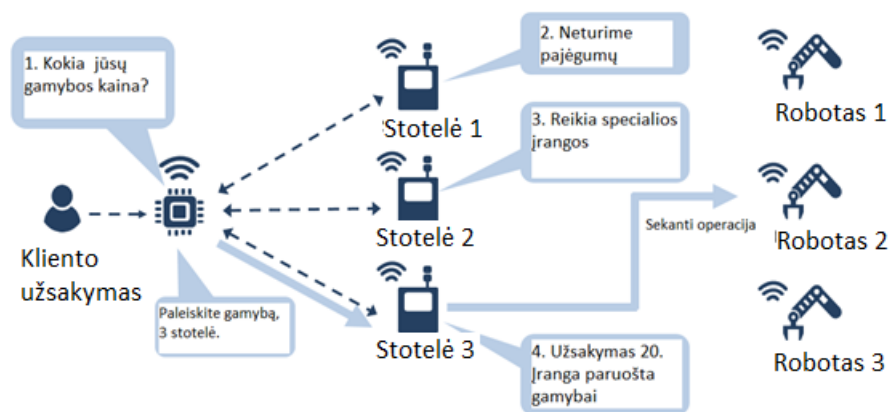 1. Kokia jūsų
gamybos kaina?
2. Neturime
pajėgumų
Stotelė 1
Robotas 1
3. Reikia specialios
įrangos
Stotelė 2
Sekanti operacija
Robotas 2
Kliento
užsakymas
Paleiskite gamybą,
3 stotelė.
Stotelė 3
4. Užsakymas 20.
Įranga paruošta
gamybai
Robotas 3